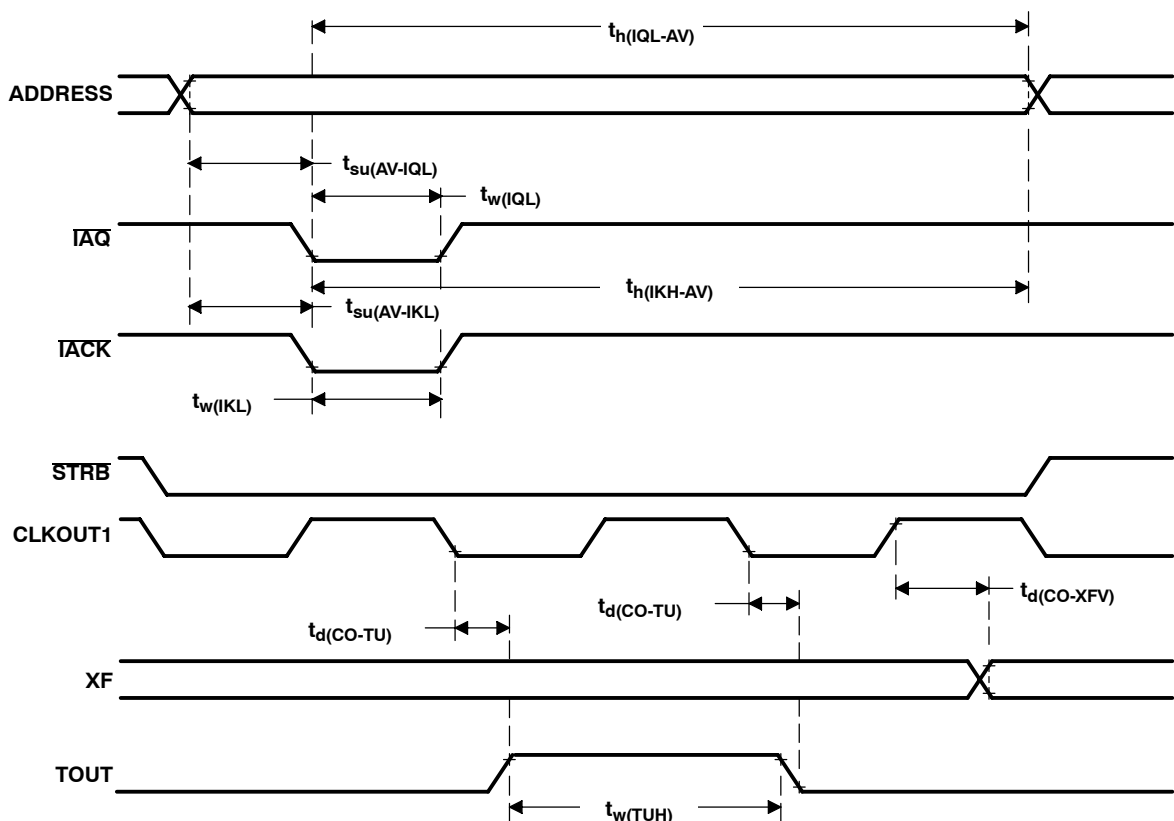 th(IQL-AV)
ADDRESS
tsu(AV-IQL)
tw(IQL)
IAQ
th(IKH-AV)
tsu(AV-IKL)
IACK
tw(IKL)
STRB
CLKOUT1
td(CO-XFV)
td(CO-TU)
td(CO-TU)
XF
TOUT
tw(TUH)